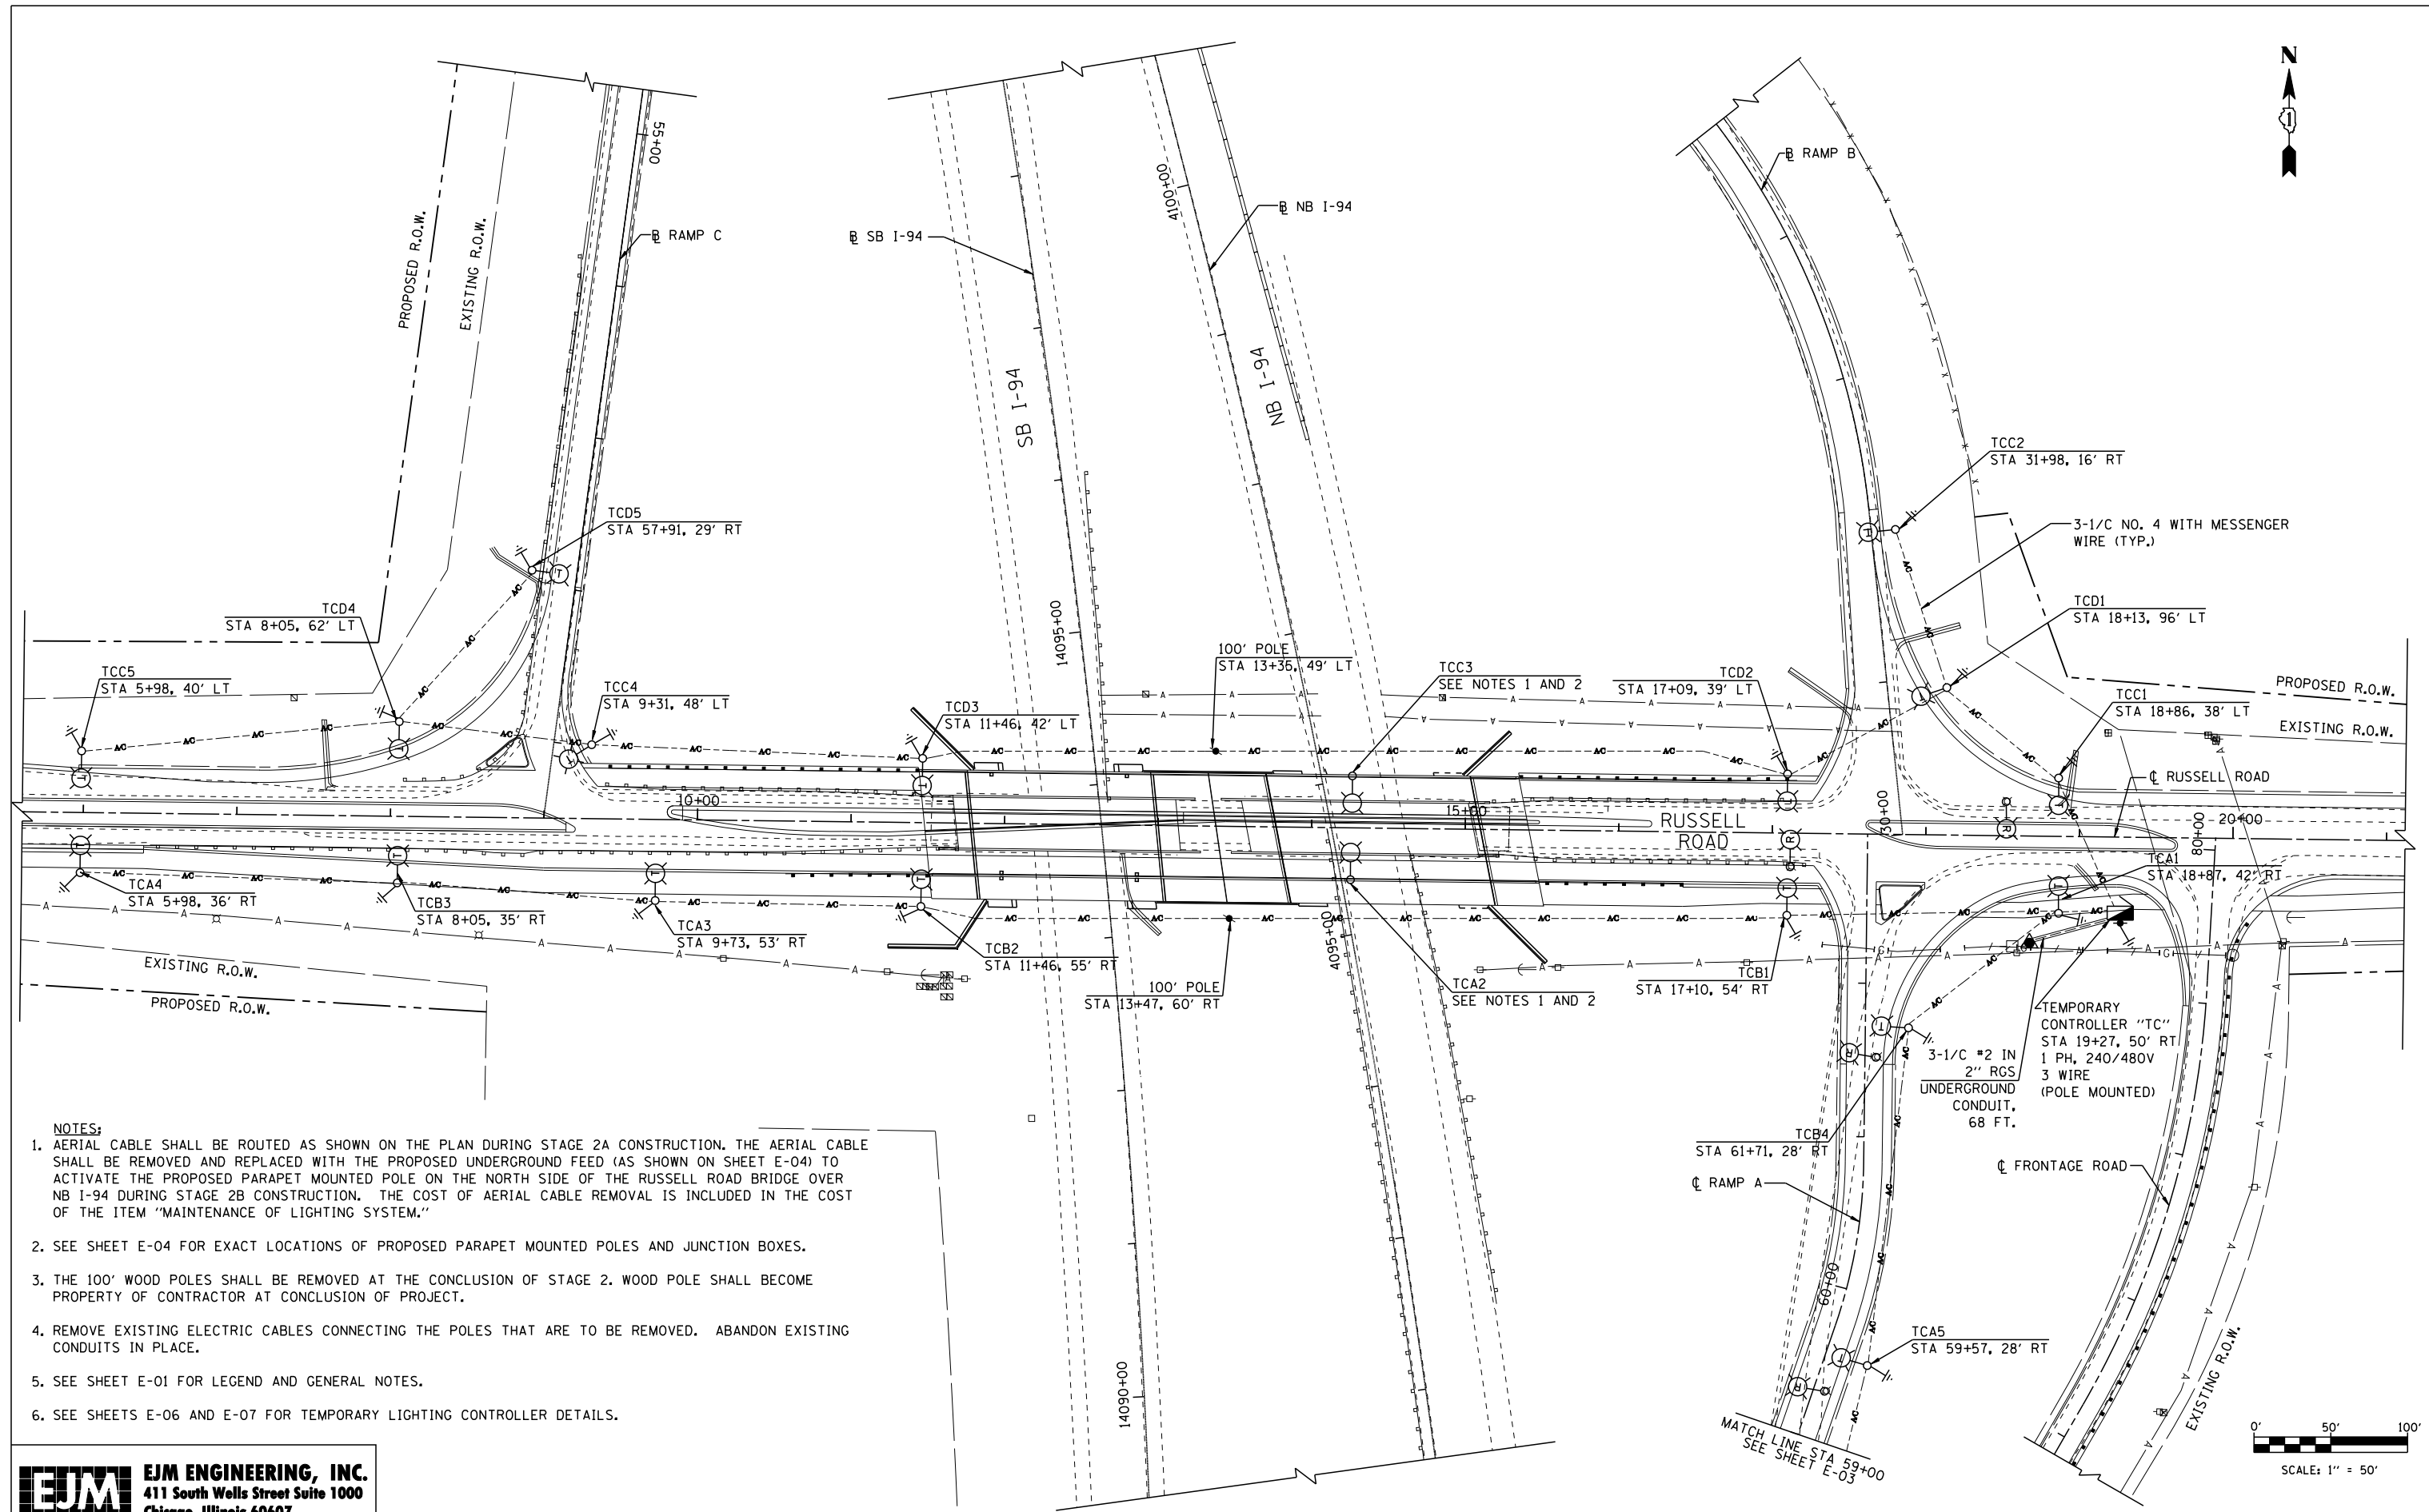 N
55+00
PROPOSED R.O.W.
EXISTING R.O.W.
℄ RAMP C
SB I-94
4100+00
NB I-94
RAMP B
SB I-94
NB I-94
TCC2
STA 31+98, 16' RT
3-1/C NO. 4 WITH MESSENGER
WIRE (TYP.)
TCD5
STA 57+91, 29' RT
TCD4
STA 8+05, 62' LT
TCD1
STA 18+13, 96' LT
14095+00
TCC5
STA 5+98, 40' LT
TCC4
STA 9+31, 48' LT
TCD3
STA 11+46, 42' LT
100' POLE
STA 13+35, 49' LT
TCC3
SEE NOTES 1 AND 2
TCD2
STA 17+09, 39' LT
TCC1
STA 18+86, 38' LT
PROPOSED R.O.W.
EXISTING R.O.W.
℄ RUSSELL ROAD
10+00
15+00
RUSSELL
ROAD
30+00
80+00
20+00
TCA4
STA 5+98, 36' RT
TCB3
STA 8+05, 35' RT
TCA3
STA 9+73, 53' RT
TCB2
STA 11+46, 55' RT
100' POLE
STA 13+47, 60' RT
4095+00
TCA2
SEE NOTES 1 AND 2
TCB1
STA 17+10, 54' RT
TCA1
STA 18+87, 42' RT
EXISTING R.O.W.
PROPOSED R.O.W.
TEMPORARY
CONTROLLER "TC"
STA 19+27, 50' RT
1 PH, 240/480V
3 WIRE
(POLE MOUNTED)
3-1/C #2 IN
2" RGS
UNDERGROUND
CONDUIT,
68 FT.
TCB4
STA 61+71, 28' RT
℄ RAMP A
℄ FRONTAGE ROAD
60+00
TCA5
STA 59+57, 28' RT
14090+00
MATCH LINE STA 59+00
SEE SHEET E-03
EXISTING R.O.W.
NOTES:
1. AERIAL CABLE SHALL BE ROUTED AS SHOWN ON THE PLAN DURING STAGE 2A CONSTRUCTION. THE AERIAL CABLE
SHALL BE REMOVED AND REPLACED WITH THE PROPOSED UNDERGROUND FEED (AS SHOWN ON SHEET E-04) TO
ACTIVATE THE PROPOSED PARAPET MOUNTED POLE ON THE NORTH SIDE OF THE RUSSELL ROAD BRIDGE OVER
NB I-94 DURING STAGE 2B CONSTRUCTION. THE COST OF AERIAL CABLE REMOVAL IS INCLUDED IN THE COST
OF THE ITEM "MAINTENANCE OF LIGHTING SYSTEM."
2. SEE SHEET E-04 FOR EXACT LOCATIONS OF PROPOSED PARAPET MOUNTED POLES AND JUNCTION BOXES.
3. THE 100' WOOD POLES SHALL BE REMOVED AT THE CONCLUSION OF STAGE 2. WOOD POLE SHALL BECOME
PROPERTY OF CONTRACTOR AT CONCLUSION OF PROJECT.
4. REMOVE EXISTING ELECTRIC CABLES CONNECTING THE POLES THAT ARE TO BE REMOVED. ABANDON EXISTING
CONDUITS IN PLACE.
5. SEE SHEET E-01 FOR LEGEND AND GENERAL NOTES.
6. SEE SHEETS E-06 AND E-07 FOR TEMPORARY LIGHTING CONTROLLER DETAILS.
0' 50' 100'
SCALE: 1" = 50'
EJM
EJM ENGINEERING, INC.
411 South Wells Street Suite 1000
Chicago, Illinois 60607